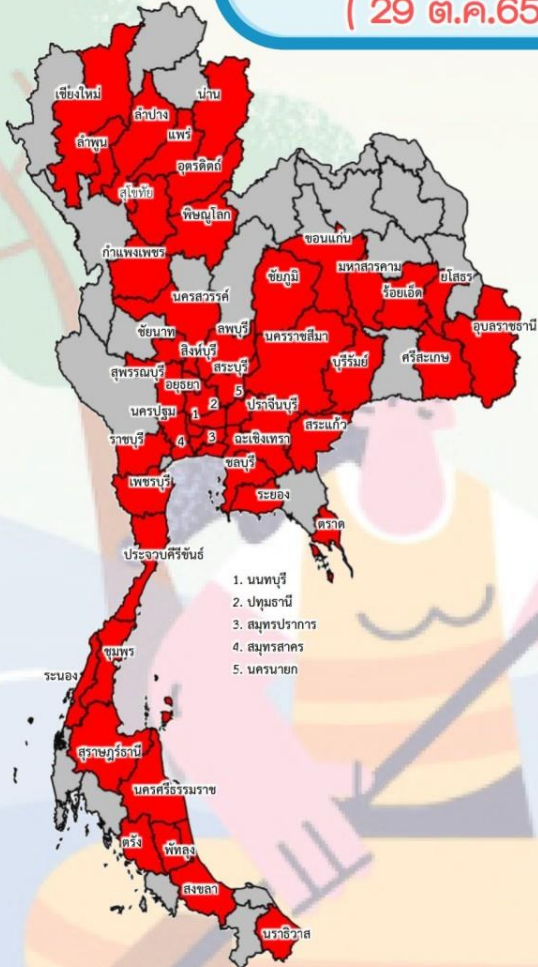 ( 29 ต.ค.65
เชียงใหม่
น่าน
ลำปาง
แพร่
ลำพูน
อุตรดิตถ์
สุโขทัย
พิษณุโลก
กำแพงเพชร
ขอนแก่น
ชัยภูมิ
มหาสารคาม
ยโสธร
ร้อยเอ็ด
นครสวรรค์
อุบลราชธานี
ชัยนาท
ลพบุรี
นครราชสีมา
สิงห์บุรี
บุรีรัมย์
ศรีสะเกษ
สุพรรณบุรี
สระบุรี
อยุธยา
5
2
ปราจีนบุรี
นครปฐม
1
สระแก้ว
ราชบุรี
4
3
ฉะเชิงเทรา
ชลบุรี
เพชรบุรี
ระยอง
ตราด
ประจวบคีรีขันธ์
1. นนทบุรี
2. ปทุมธานี
3. สมุทรปราการ
4. สมุทรสาคร
5. นครนายก
ชุมพร
ระนอง
สุราษฎร์ธานี
นครศรีธรรมราช
ตรัง
พัทลุง
สงขลา
นราธิวาส